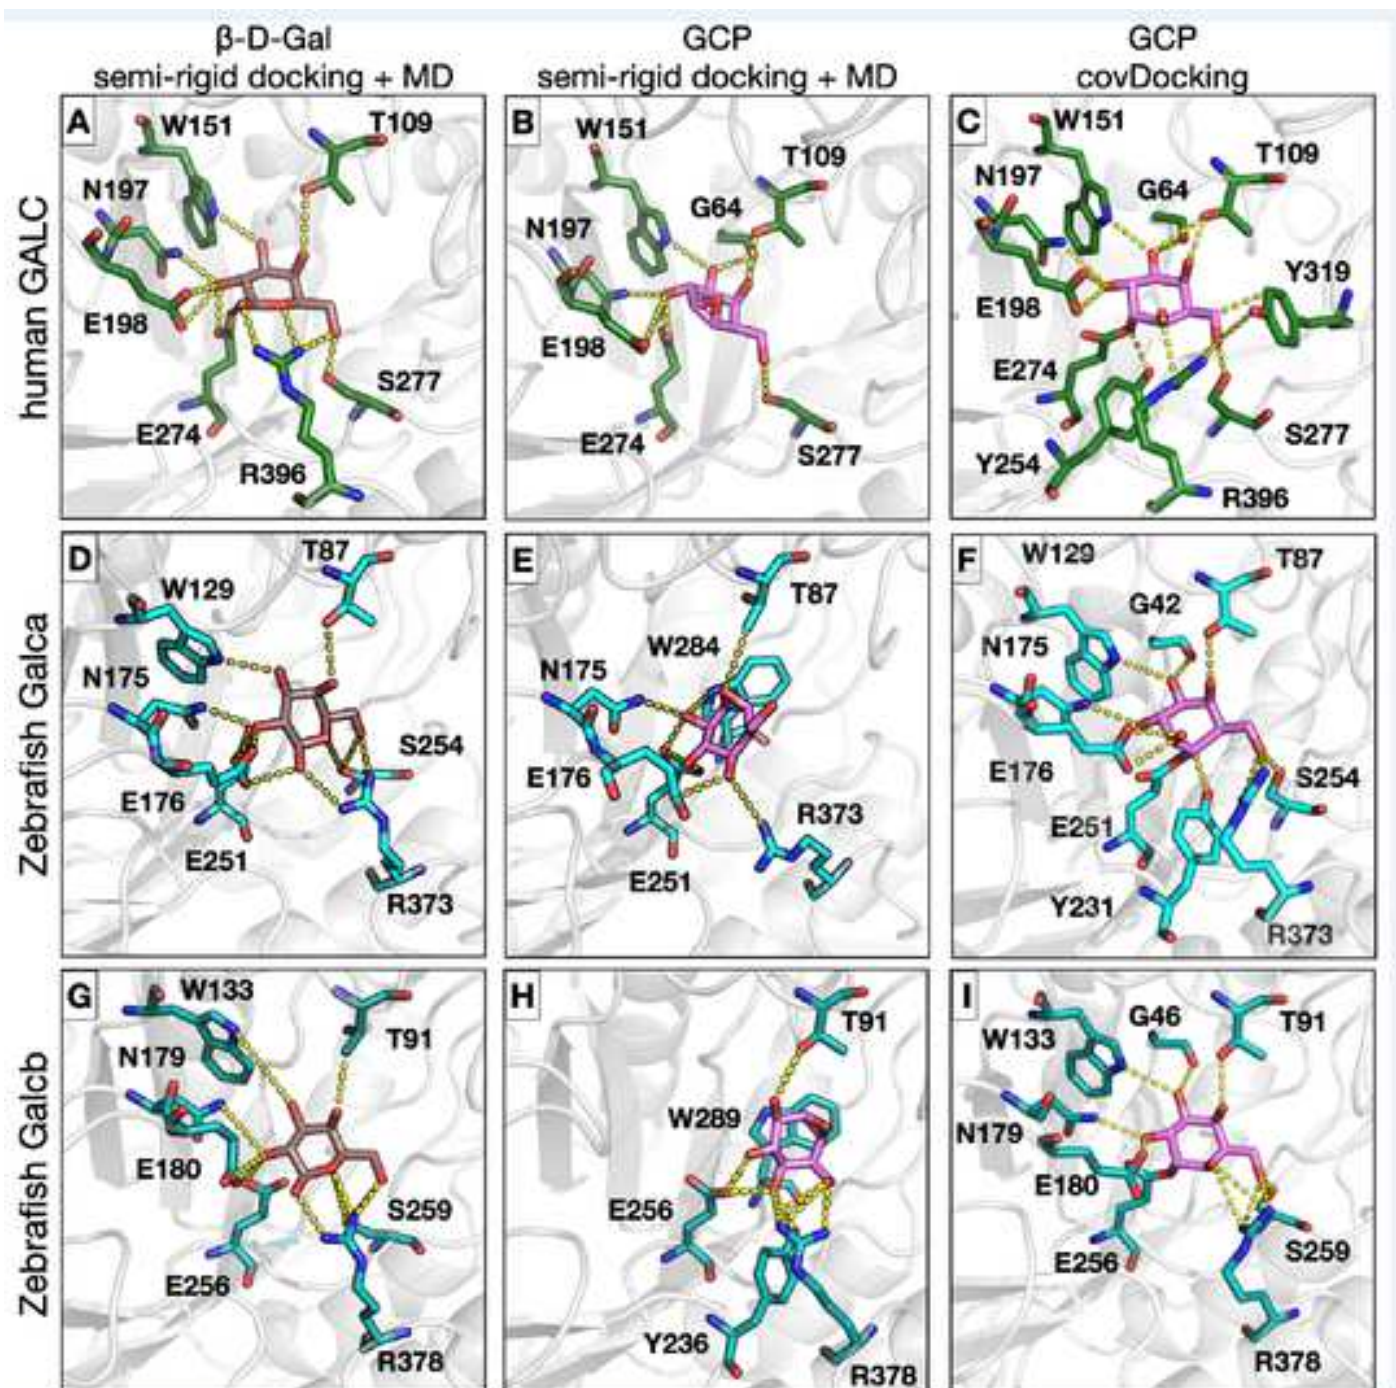 β-D-Gal
semi-rigid docking + MD
GCP
semi-rigid docking + MD
GCP
covDocking
human GALC
A
W151
T109
N197
E198
S277
E274
R396
B
W151
T109
G64
N197
E198
E274
S277
C
W151
T109
N197
G64
Y319
E198
E274
S277
Y254
R396
Zebrafish Galca
D
T87
W129
N175
S254
E176
E251
R373
E
T87
W284
N175
E176
R373
E251
F
W129
T87
G42
N175
E176
S254
E251
Y231
R373
Zebrafish Galcb
G
W133
T91
N179
E180
S259
E256
R378
H
T91
W289
E256
Y236
R378
I
G46
T91
W133
N179
E180
S259
E256
R378